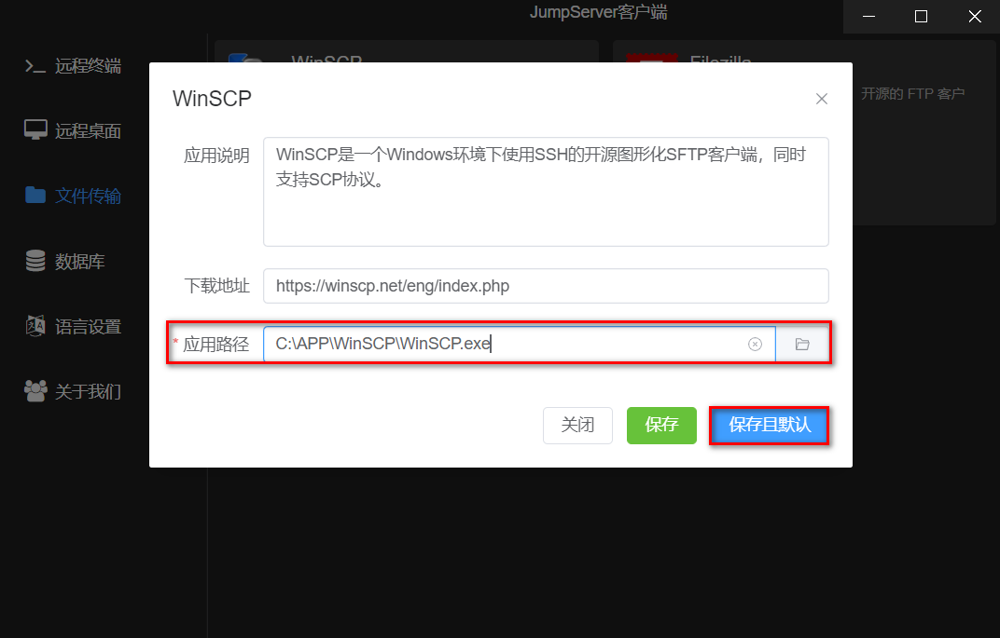 JumpServer客户端
远程终端
远程桌面
文件传输
数据库
语言设置
关于我们
WinSCP
Filezilla
开源的 FTP 客户
WinSCP
应用说明
WinSCP是一个Windows环境下使用SSH的开源图形化SFTP客户端，同时
支持SCP协议。
下载地址
https://winscp.net/eng/index.php
* 应用路径
C:\APP\WinSCP\WinSCP.exe
关闭
保存
保存且默认